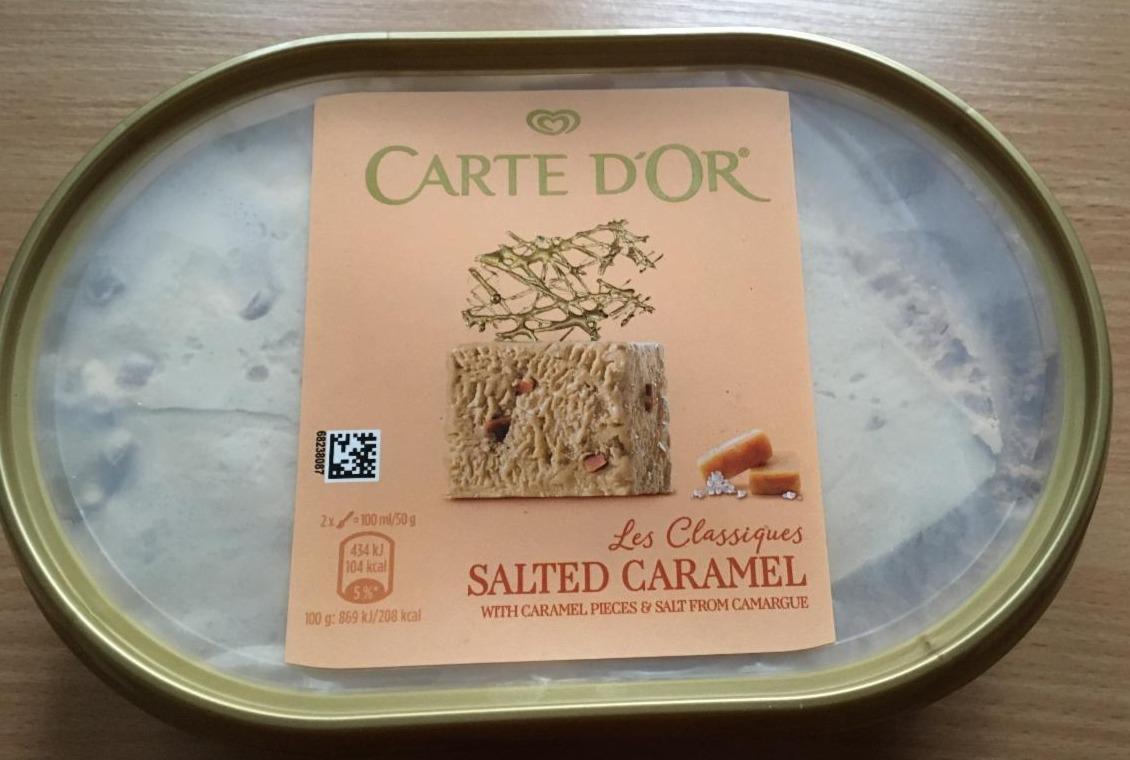 CARTE D'OR®
68238087
2x = 100 ml/50 g
434 kJ
104 kcal
5%*
100 g: 869 kJ/208 kcal
Les Classiques
SALTED CARAMEL
WITH CARAMEL PIECES & SALT FROM CAMARGUE